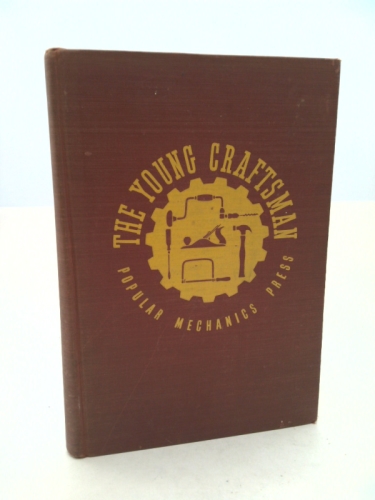 THE YOUNG CRAFTSMAN
POPULAR MECHANICS PRESS